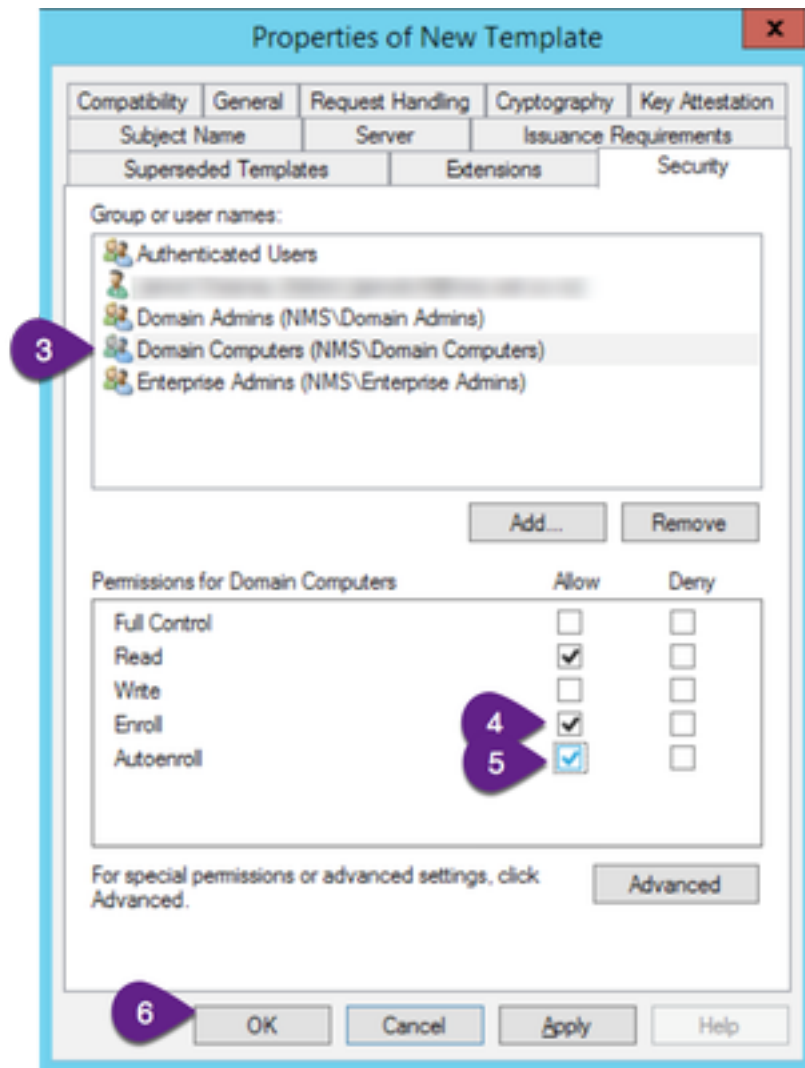 Properties of New Template
x
Compatibility General Request Handling Cryptography Key Attestation
Subject Name Server Issuance Requirements
Superseded Templates Extensions Security
Group or user names:
Authenticated Users
Domain Admins (NMS\Domain Admins)
3 Domain Computers (NMS\Domain Computers)
Enterprise Admins (NMS\Enterprise Admins)
Add... Remove
Permissions for Domain Computers Allow Deny
Full Control
Read
Write
Enroll 4
Autoenroll 5
For special permissions or advanced settings, click
Advanced. Advanced
6 OK Cancel Apply Help